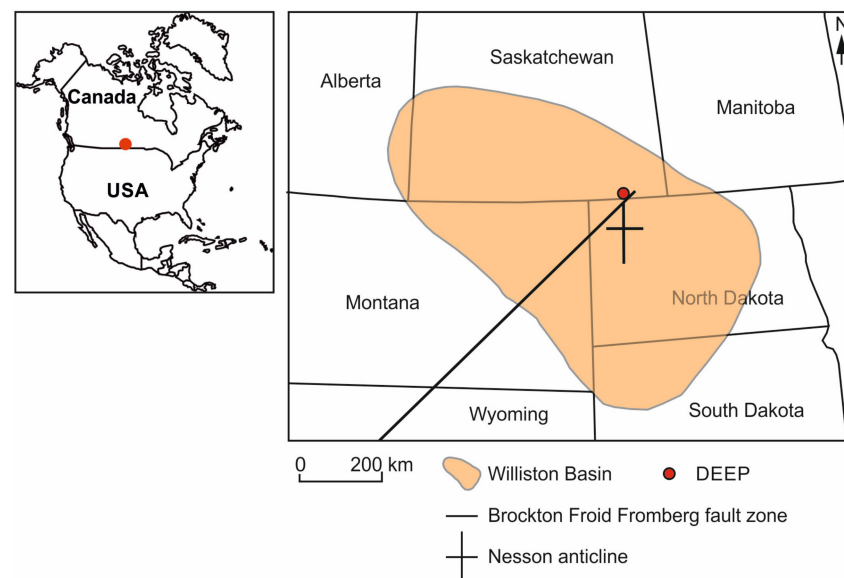 Canada
USA
N
Alberta
Saskatchewan
Manitoba
Montana
North Dakota
Wyoming
South Dakota
0 200 km
Williston Basin
DEEP
Brockton Froid Fromberg fault zone
Nesson anticline